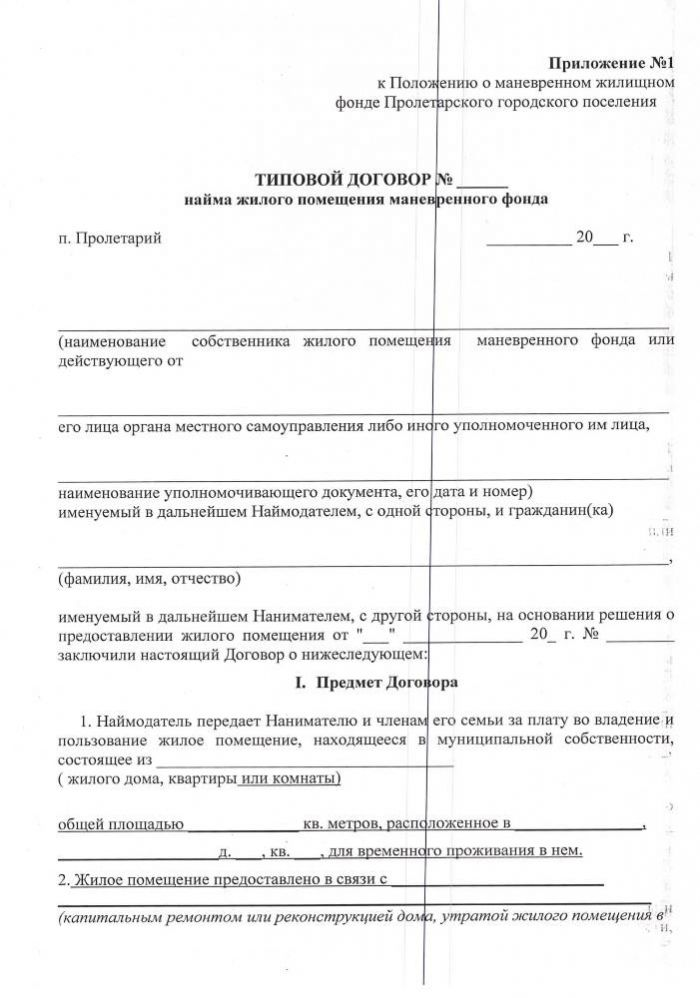 Приложение №1
к Положению о маневренном жилищном
фонде Пролетарского городского поселения
ТИПОВОЙ ДОГОВОР № ______
найма жилого помещения маневренного фонда
п. Пролетарий ___________ 20___ г.
(наименование собственника жилого помещения маневренного фонда или
действующего от
его лица органа местного самоуправления либо иного уполномоченного им лица,
наименование уполномочивающего документа, его дата и номер)
именуемый в дальнейшем Наймодателем, с одной стороны, и гражданин(ка)
,
(фамилия, имя, отчество)
именуемый в дальнейшем Нанимателем, с другой стороны, на основании решения о
предоставлении жилого помещения от "___" ______________ 20_ г. № ________
заключили настоящий Договор о нижеследующем:
I. Предмет Договора
1. Наймодатель передает Нанимателю и членам его семьи за плату во владение и
пользование жилое помещение, находящееся в муниципальной собственности,
состоящее из ___________________________________
( жилого дома, квартиры или комнаты)
общей площадью _____________ кв. метров, расположенное в _______________,
___________________д. ___, кв. ___, для временного проживания в нем.
2. Жилое помещение предоставлено в связи с _________________________
(капитальным ремонтом или реконструкцией дома, утратой жилого помещения в